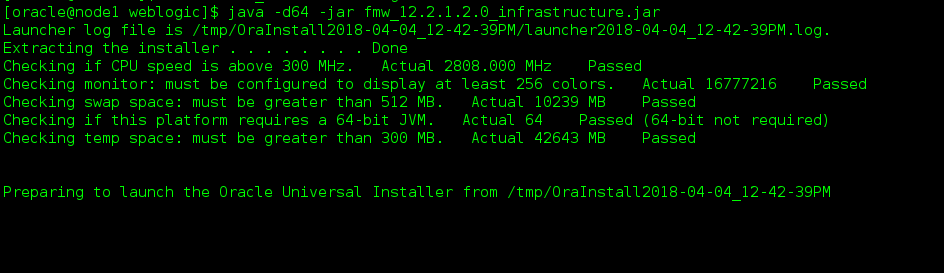 [oracle@node1 weblogic]$ java -d64 -jar fmw_12.2.1.2.0_infrastructure.jar
Launcher log file is /tmp/OraInstall2018-04-04_12-42-39PM/launcher2018-04-04_12-42-39PM.log.
Extracting the installer . . . . . . . . Done
Checking if CPU speed is above 300 MHz.   Actual 2808.000 MHz    Passed
Checking monitor: must be configured to display at least 256 colors.   Actual 16777216    Passed
Checking swap space: must be greater than 512 MB.   Actual 10239 MB    Passed
Checking if this platform requires a 64-bit JVM.   Actual 64    Passed (64-bit not required)
Checking temp space: must be greater than 300 MB.   Actual 42643 MB    Passed
Preparing to launch the Oracle Universal Installer from /tmp/OraInstall2018-04-04_12-42-39PM